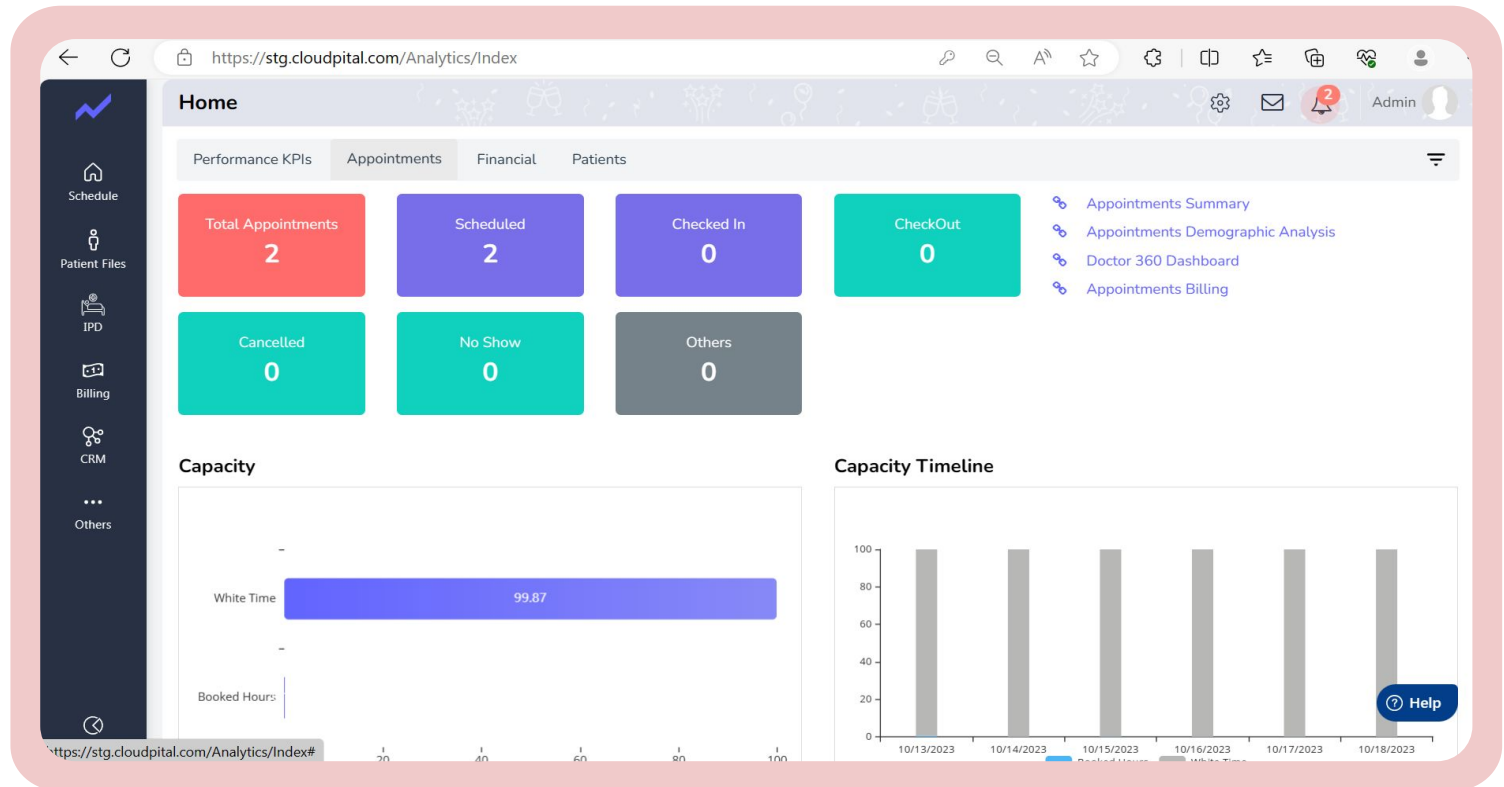 https://stg.cloudpital.com/Analytics/Index
Home
2
Admin
Performance KPIs Appointments Financial Patients
Schedule
Patient Files
IPD
Billing
CRM
Others
Total Appointments
2
Scheduled
2
Checked In
0
CheckOut
0
Appointments Summary
Appointments Demographic Analysis
Doctor 360 Dashboard
Appointments Billing
Cancelled
0
No Show
0
Others
0
Capacity
White Time
99.87
Booked Hours
20 40 60 80 100
Capacity Timeline
100
80
60
40
20
0
10/13/2023 10/14/2023 10/15/2023 10/16/2023 10/17/2023 10/18/2023
Booked Hours White Time
Help
https://stg.cloudpital.com/Analytics/Index#